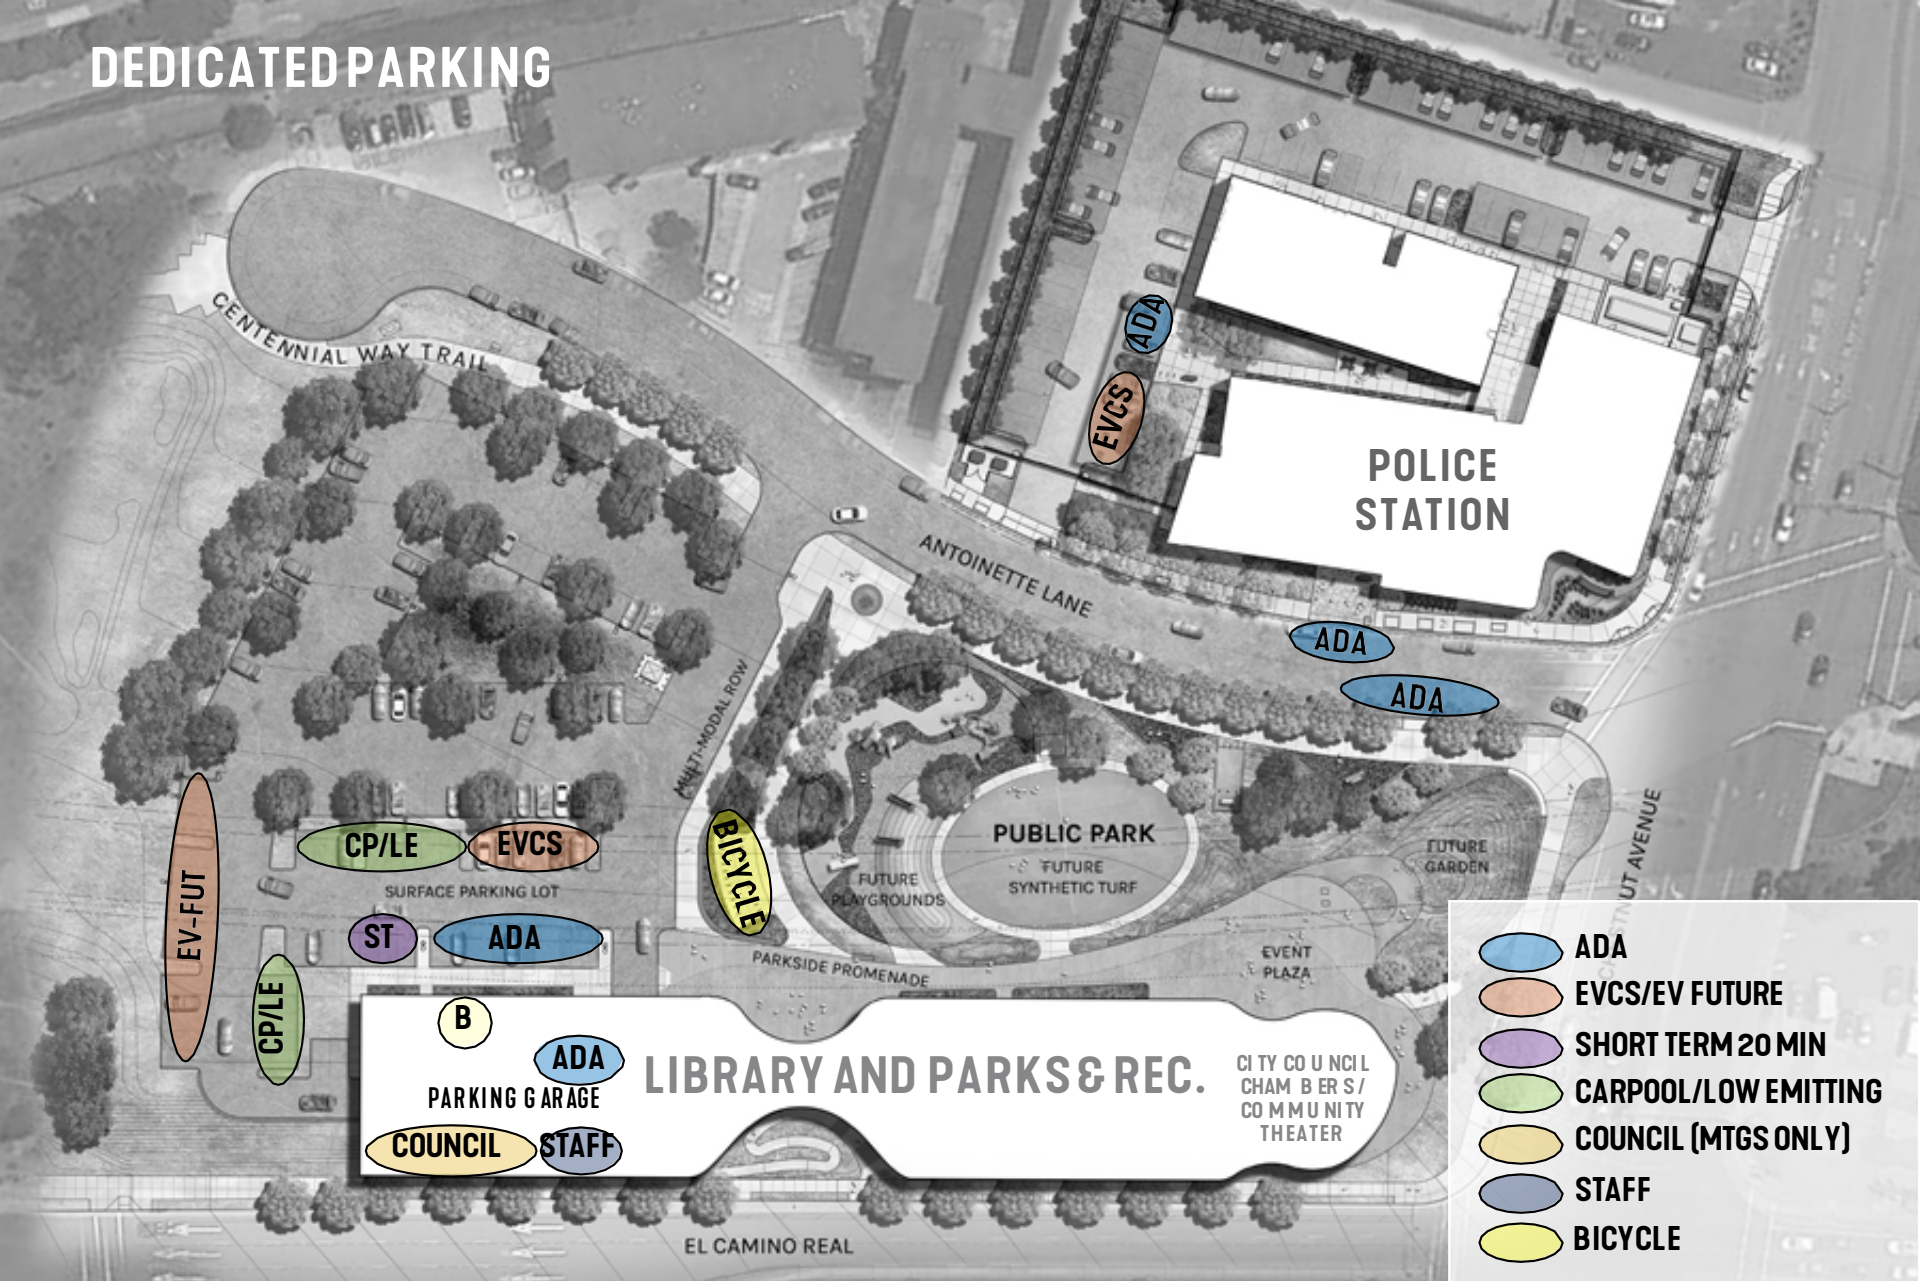 DEDICATED PARKING
CENTENNIAL WAY TRAIL
ADA
EVCS
POLICE
STATION
ANTOINETTE LANE
ADA
ADA
MULTI-MODAL ROW
BICYCLE
PUBLIC PARK
FUTURE
SYNTHETIC TURF
FUTURE
PLAYGROUNDS
FUTURE
GARDEN
CP/LE
EVCS
SURFACE PARKING LOT
EV-FUT
ST
ADA
CP/LE
PARKSIDE PROMENADE
EVENT
PLAZA
B
ADA
PARKING GARAGE
COUNCIL
STAFF
LIBRARY AND PARKS & REC.
CITY COUNCIL
CHAMBERS/
COMMUNITY
THEATER
EL CAMINO REAL
AVENUE
ADA
EVCS/EV FUTURE
SHORT TERM 20 MIN
CARPOOL/LOW EMITTING
COUNCIL (MTGS ONLY)
STAFF
BICYCLE